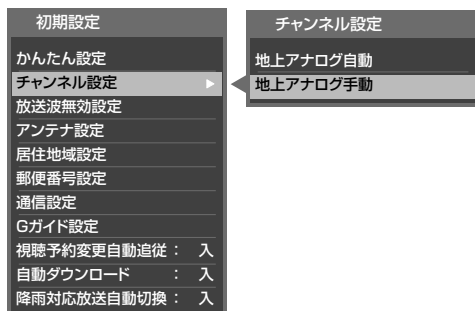 初期設定
かんたん設定
チャンネル設定
放送波無効設定
アンテナ設定
居住地域設定
郵便番号設定
通信設定
Gガイド設定
視聴予約変更自動追従： 入
自動ダウンロード ： 入
降雨対応放送自動切換： 入
チャンネル設定
地上アナログ自動
地上アナログ手動